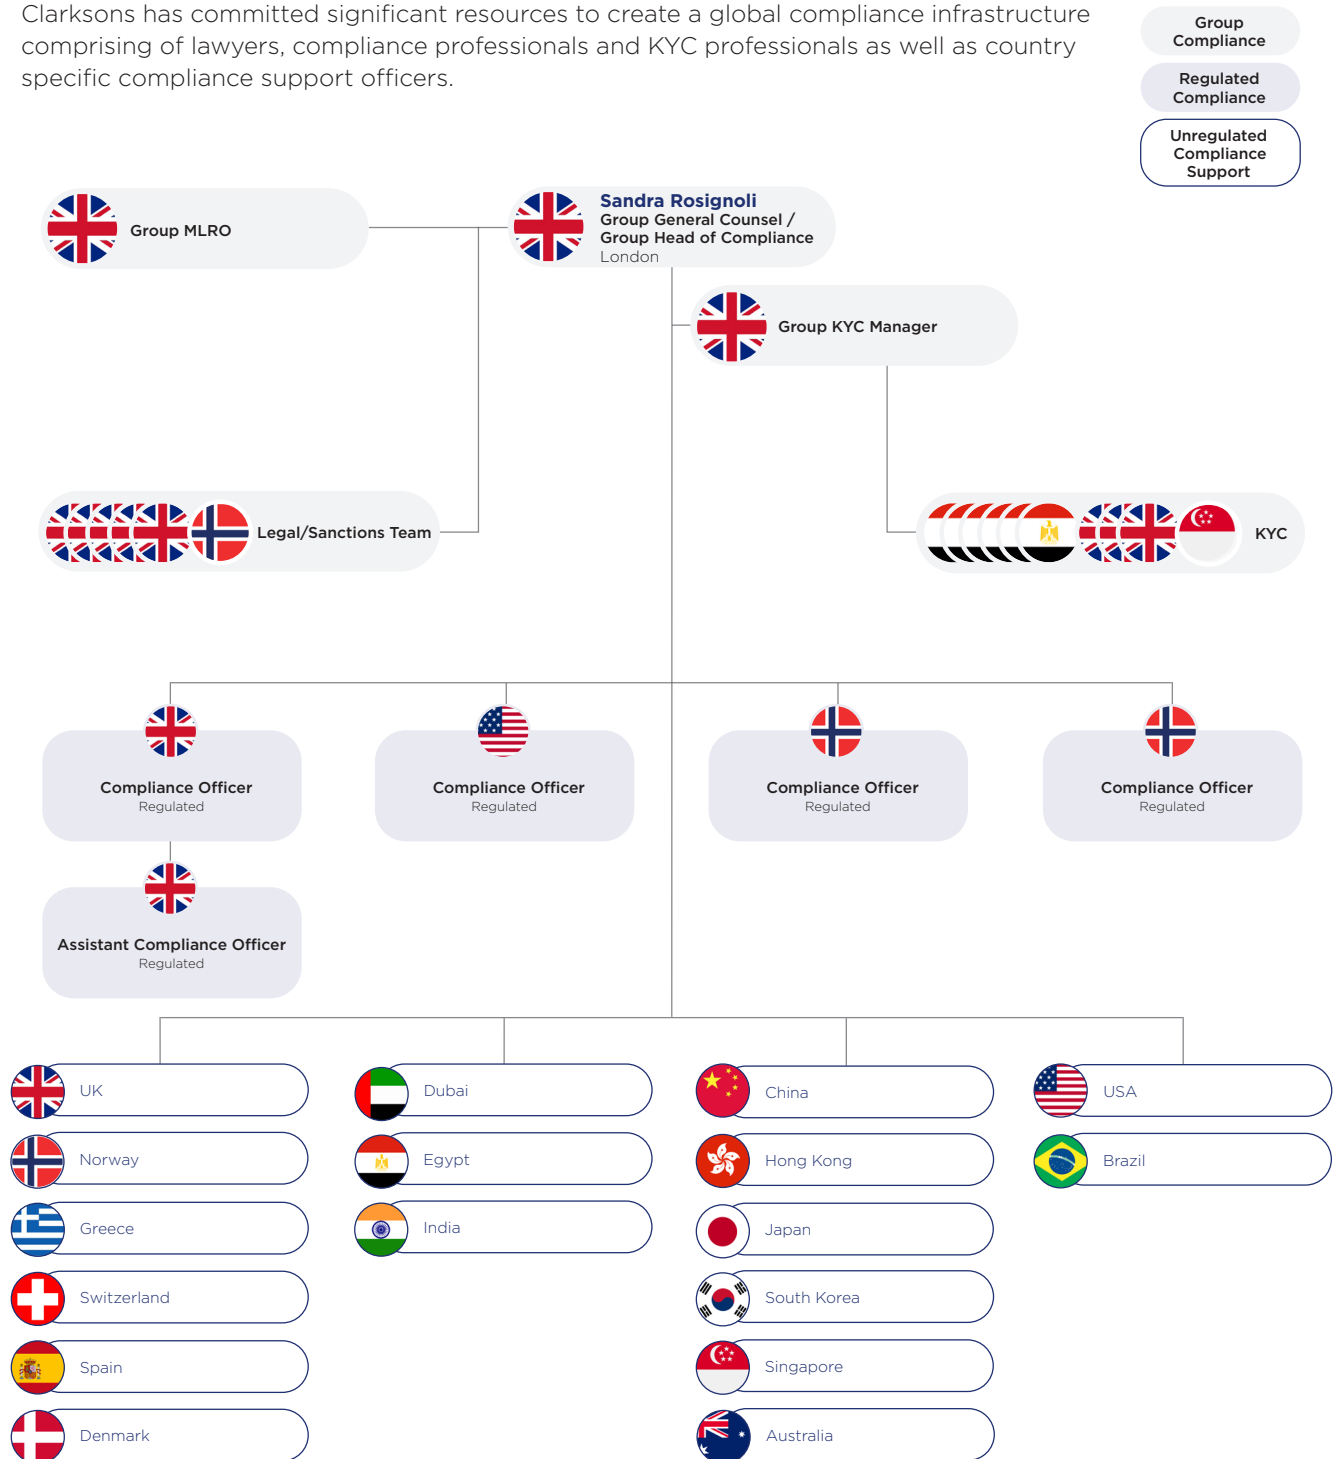 Clarksons has committed significant resources to create a global compliance infrastructure
comprising of lawyers, compliance professionals and KYC professionals as well as country
specific compliance support officers.
Group
Compliance
Regulated
Compliance
Unregulated
Compliance
Support
Group MLRO
Sandra Rosignoli
Group General Counsel /
Group Head of Compliance
London
Group KYC Manager
Legal/Sanctions Team
KYC
Compliance Officer
Regulated
Compliance Officer
Regulated
Compliance Officer
Regulated
Compliance Officer
Regulated
Assistant Compliance Officer
Regulated
UK
Norway
Greece
Switzerland
Spain
Denmark
Dubai
Egypt
India
China
Hong Kong
Japan
South Korea
Singapore
Australia
USA
Brazil